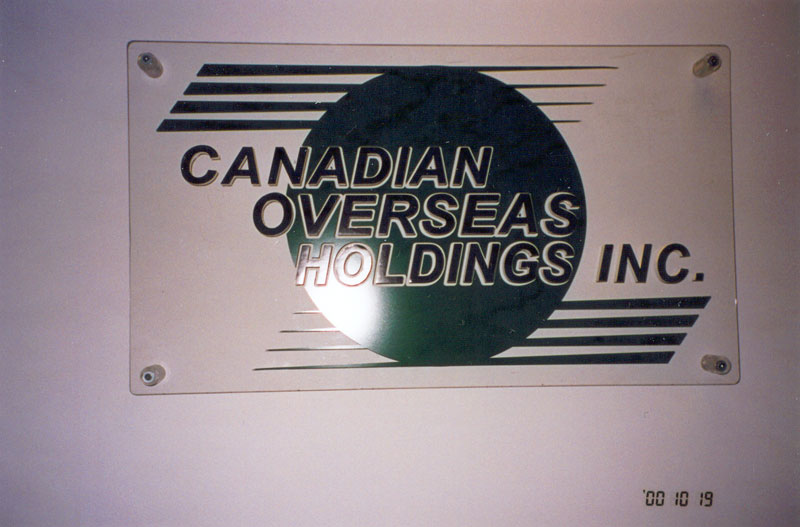 CANADIAN
OVERSEAS
HOLDINGS INC.
'00 10 19